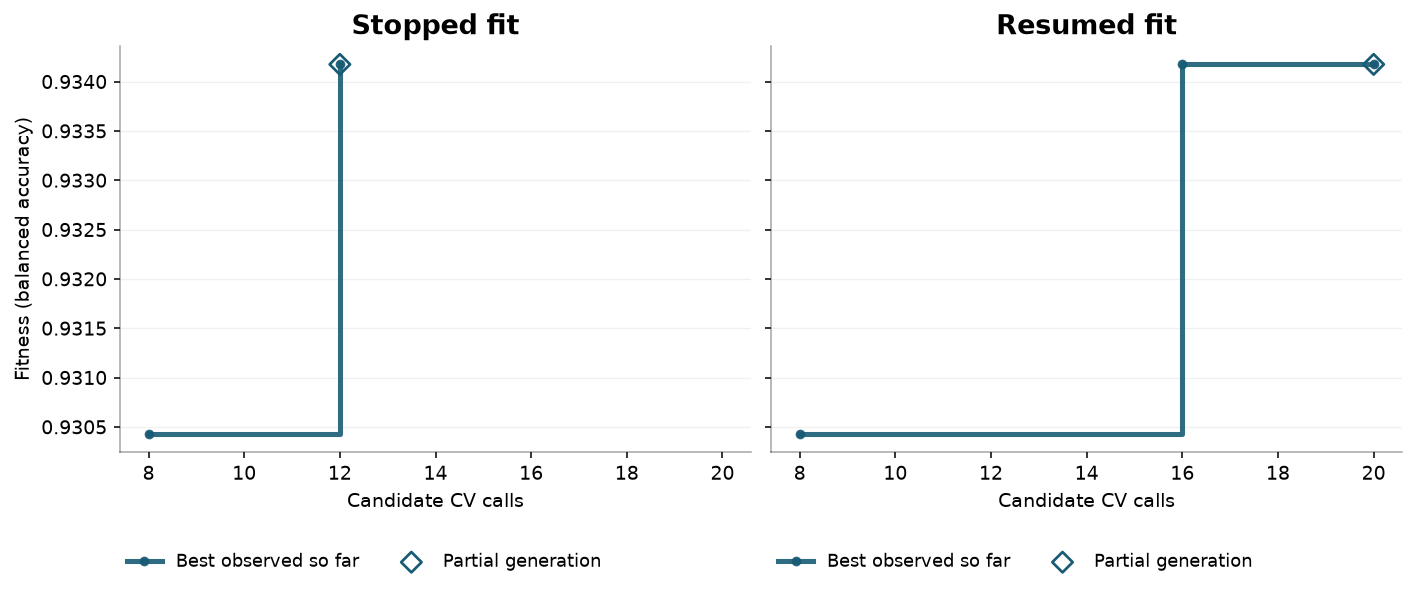 Stopped fit
Fitness (balanced accuracy)
0.9340
0.9335
0.9330
0.9325
0.9320
0.9315
0.9310
0.9305
8 10 12 14 16 18 20
Candidate CV calls
Best observed so far Partial generation
Resumed fit
8 10 12 14 16 18 20
Candidate CV calls
Best observed so far Partial generation